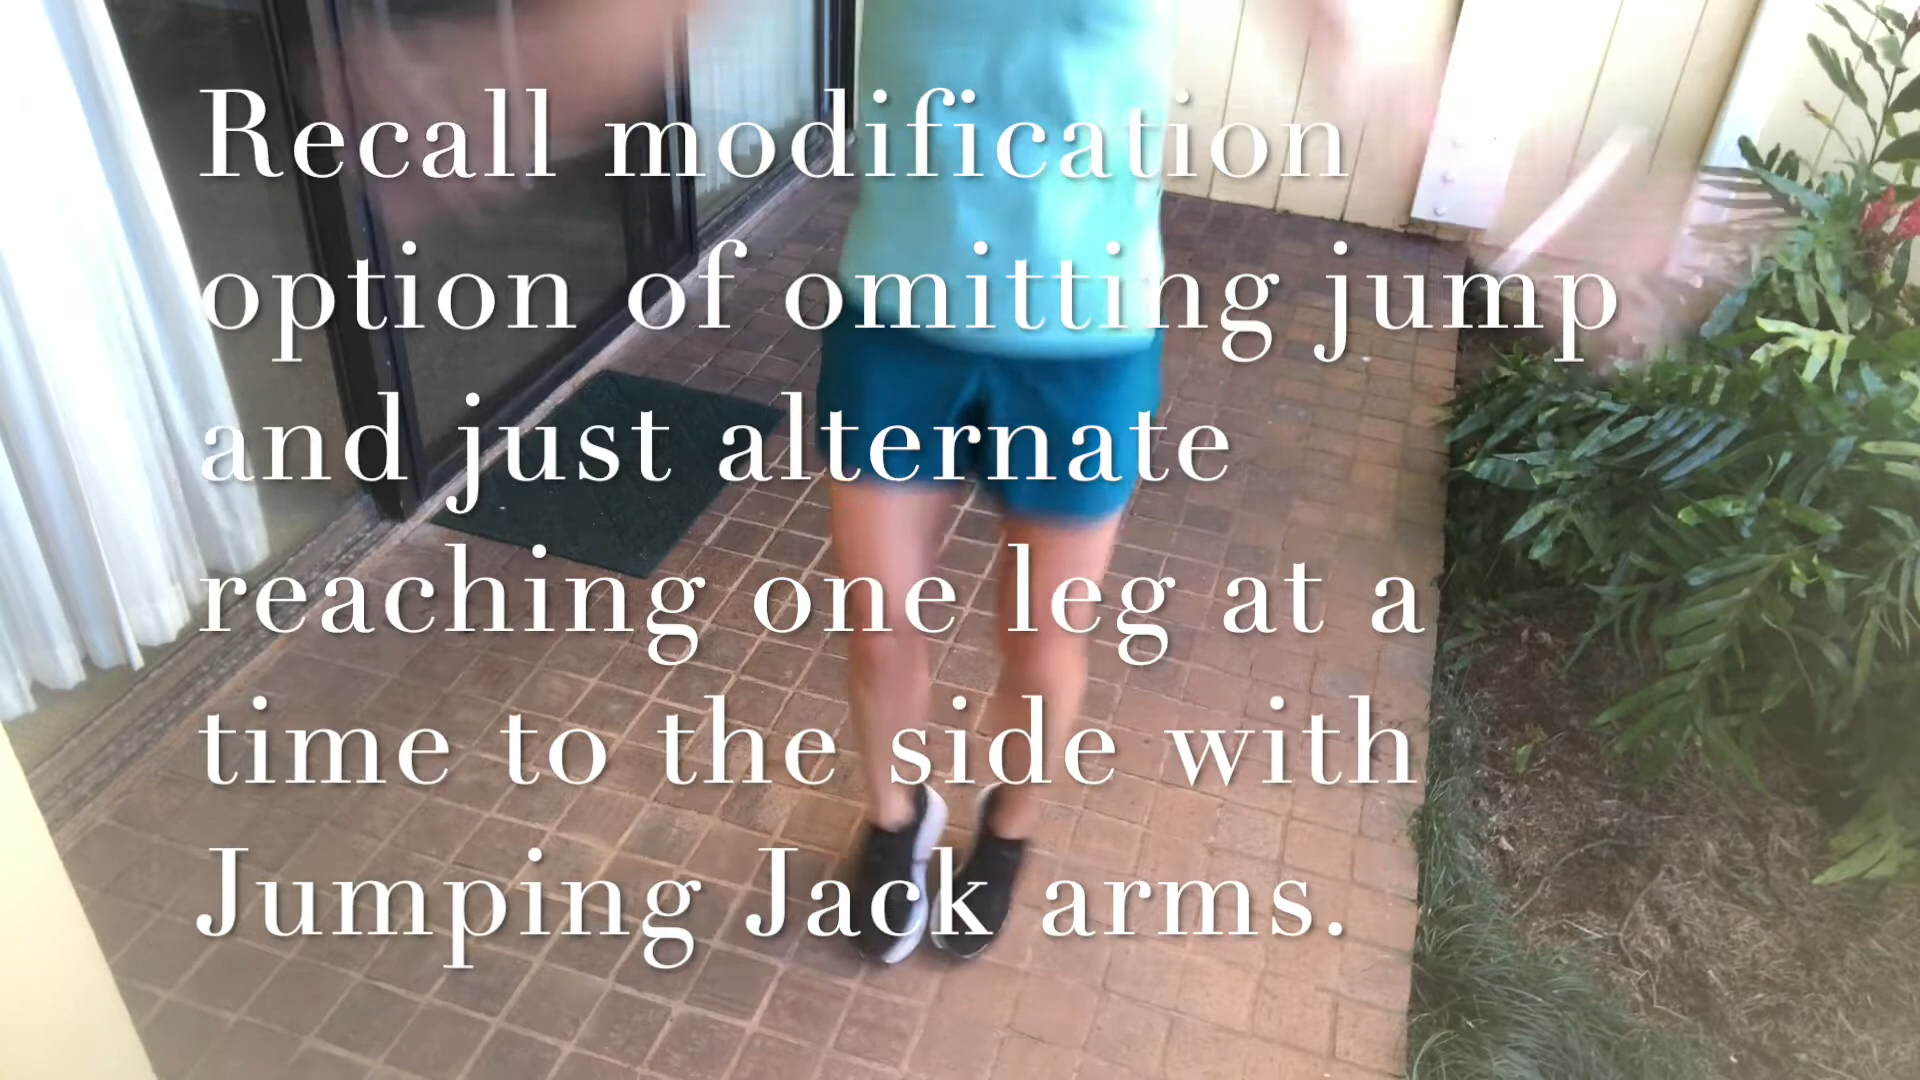 Recall modification
option of omitting jump
and just alternate
reaching one leg at a
time to the side with
Jumping Jack arms.